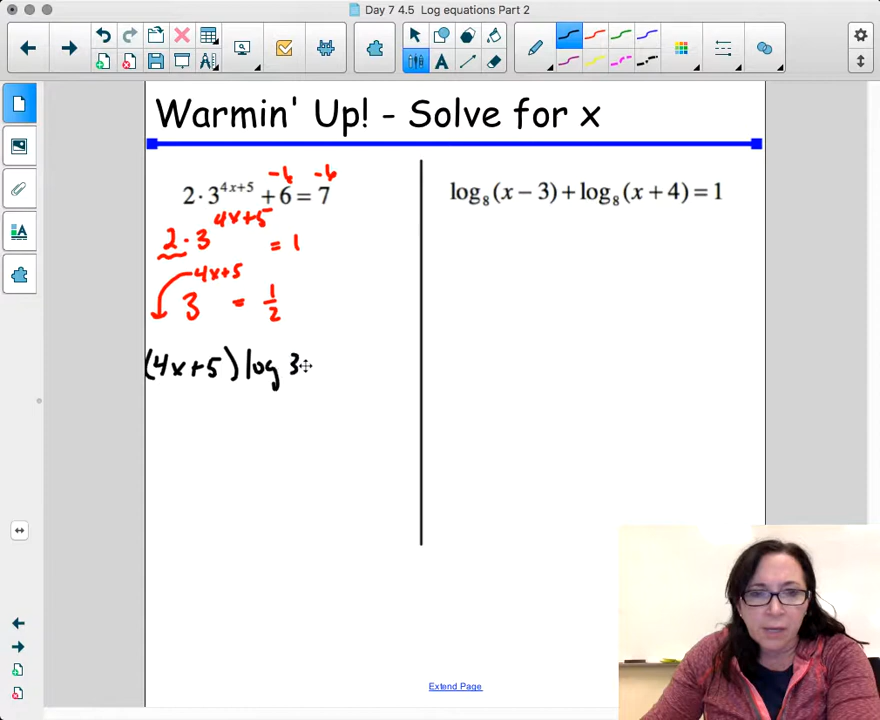 Day 7 4.5 Log equations Part 2
Warmin' Up! - Solve for x
-6 -6
2 · 3^{4x+5} + 6 = 7
2 · 3^{4x+5} = 1
3^{4x+5} = 1/2
(4x+5) log 3
log₈(x − 3) + log₈(x + 4) = 1
Extend Page